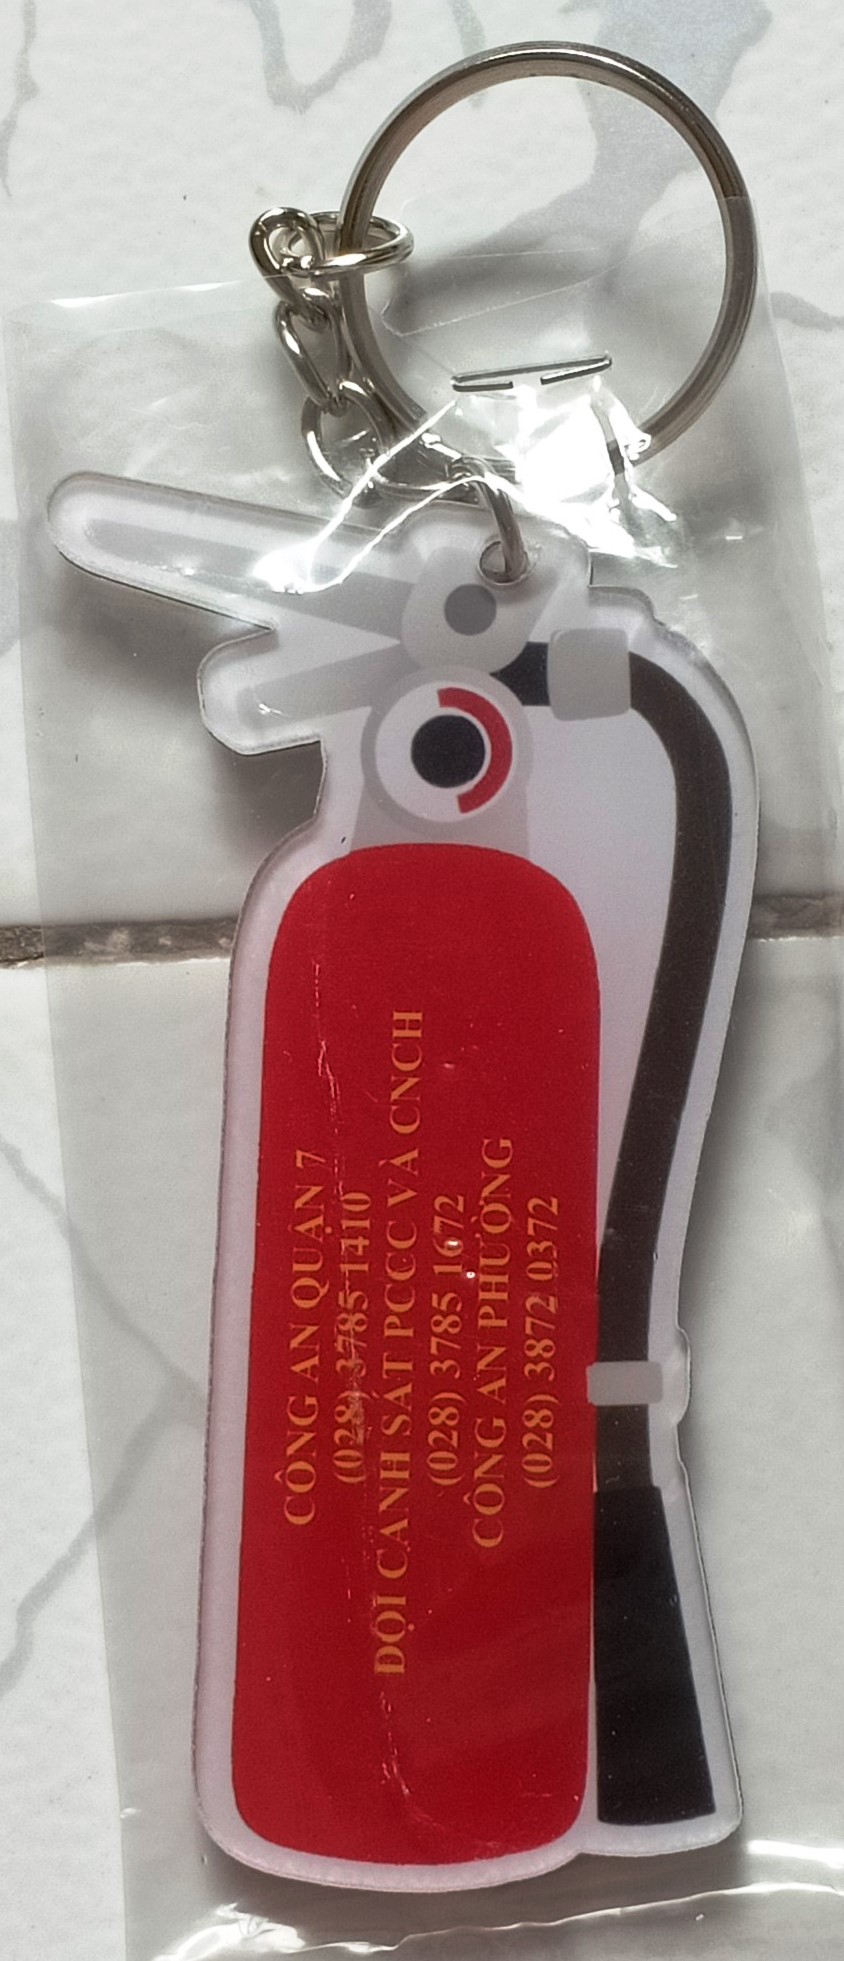 CÔNG AN QUẬN 7
(028) 3785 1410
ĐỘI CẢNH SÁT PCCC VÀ CNCH
(028) 3785 1672
CÔNG AN PHƯỜNG
(028) 3872 0372